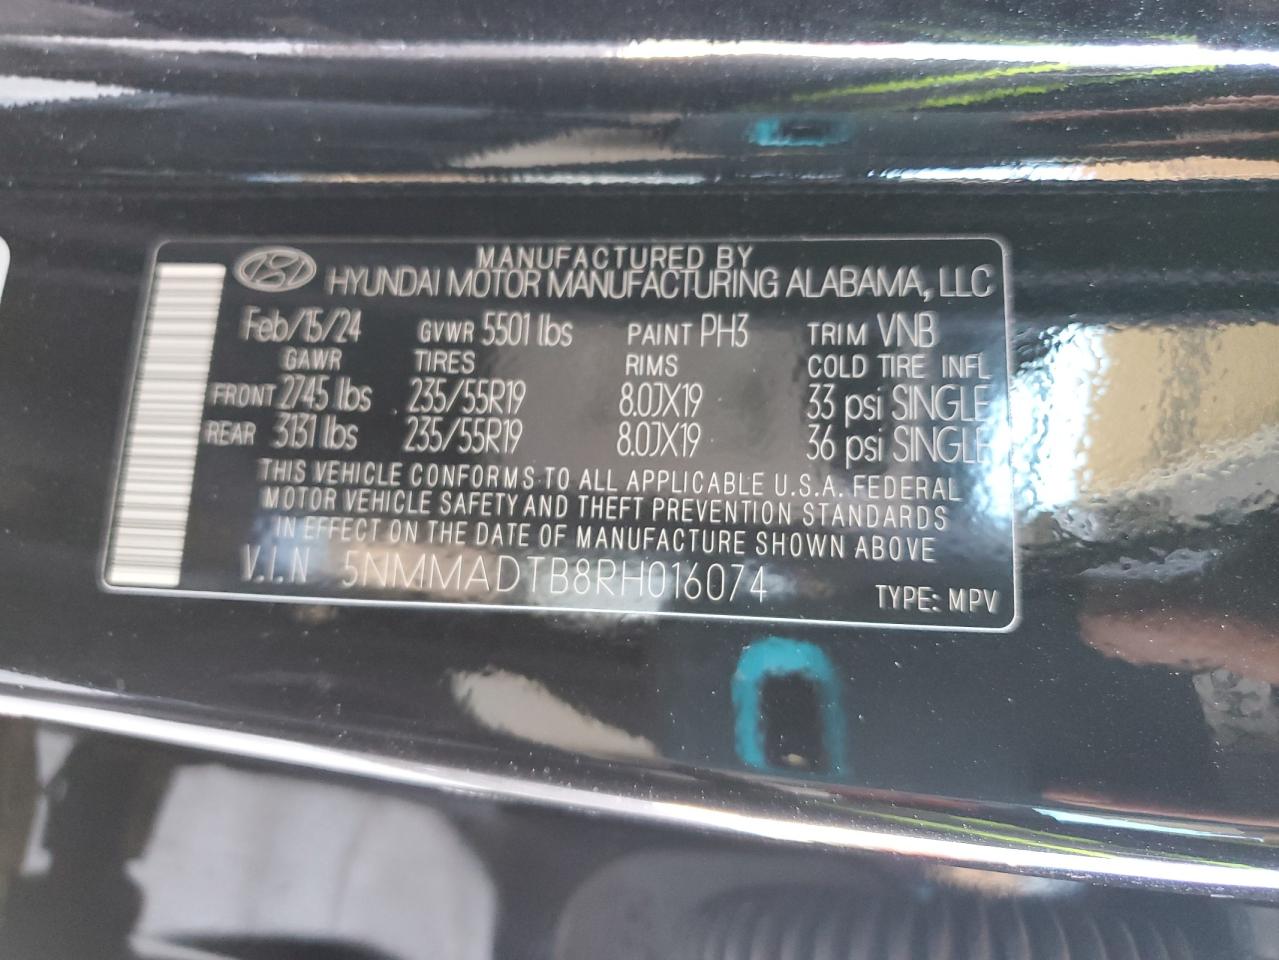 MANUFACTURED BY
HYUNDAI MOTOR MANUFACTURING ALABAMA, LLC
Feb/15/24 GVWR 5501 lbs PAINT PH3 TRIM VNB
GAWR TIRES RIMS COLD TIRE INFL
FRONT 2745 lbs 235/55R19 8.0JX19 33 psi SINGLE
REAR 3131 lbs 235/55R19 8.0JX19 36 psi SINGLE
THIS VEHICLE CONFORMS TO ALL APPLICABLE U.S.A. FEDERAL
MOTOR VEHICLE SAFETY AND THEFT PREVENTION STANDARDS
IN EFFECT ON THE DATE OF MANUFACTURE SHOWN ABOVE
V.I.N 5NMMADTB8RH016074 TYPE: MPV